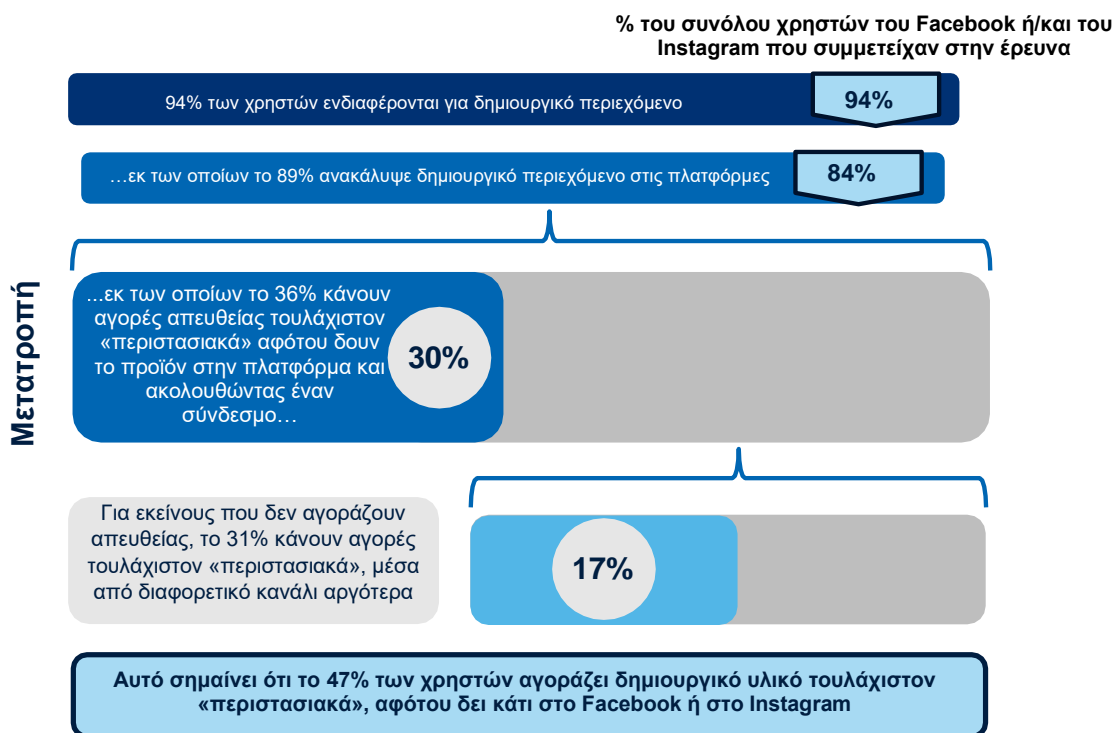 % του συνόλου χρηστών του Facebook ή/και του
Instagram που συμμετείχαν στην έρευνα
94% των χρηστών ενδιαφέρονται για δημιουργικό περιεχόμενο
94%
…εκ των οποίων το 89% ανακάλυψε δημιουργικό περιεχόμενο στις πλατφόρμες
84%
Μετατροπή
...εκ των οποίων το 36% κάνουν
αγορές απευθείας τουλάχιστον
«περιστασιακά» αφότου δουν
το προϊόν στην πλατφόρμα και
ακολουθώντας έναν
σύνδεσμο…
30%
Για εκείνους που δεν αγοράζουν
απευθείας, το 31% κάνουν αγορές
τουλάχιστον «περιστασιακά», μέσα
από διαφορετικό κανάλι αργότερα
17%
Αυτό σημαίνει ότι το 47% των χρηστών αγοράζει δημιουργικό υλικό τουλάχιστον
«περιστασιακά», αφότου δει κάτι στο Facebook ή στο Instagram